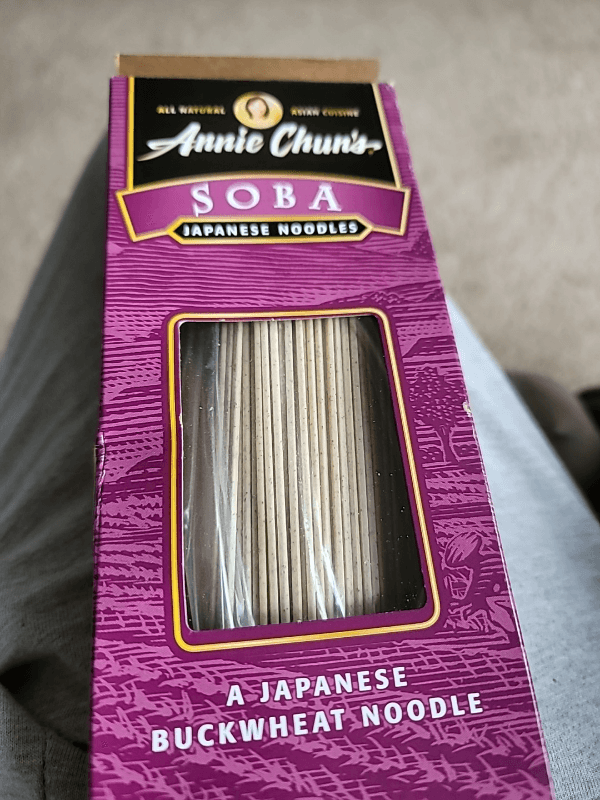 ALL NATURAL ASIAN CUISINE
Annie Chun's
SOBA
JAPANESE NOODLES
A JAPANESE
BUCKWHEAT NOODLE